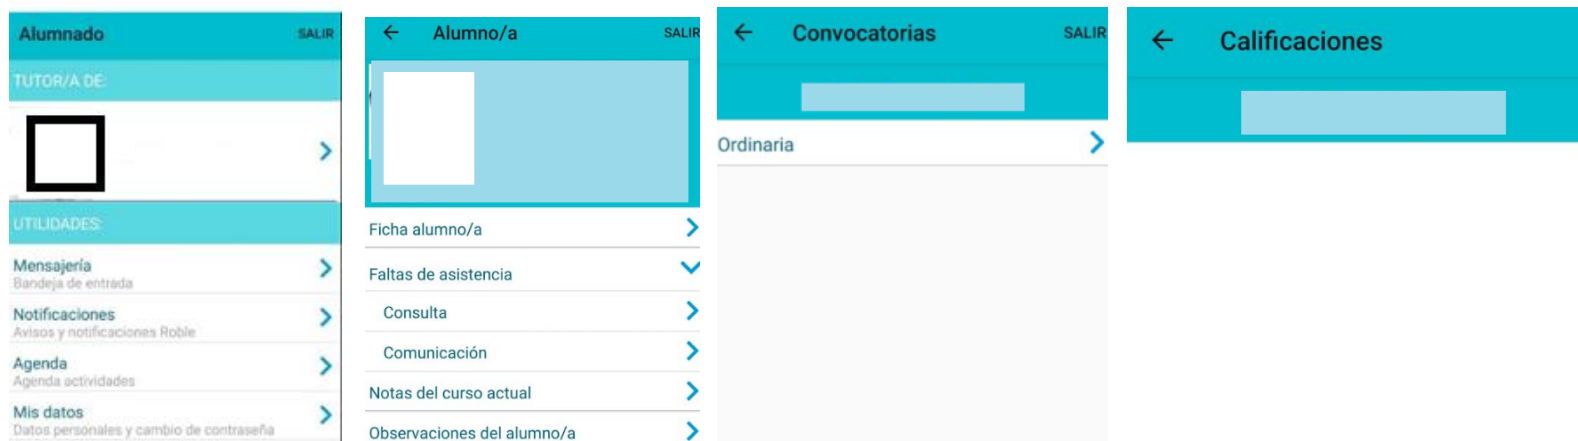 Alumnado
SALIR
TUTOR/A DE:
UTILIDADES:
Mensajería
Bandeja de entrada
Notificaciones
Avisos y notificaciones Roble
Agenda
Agenda actividades
Mis datos
Datos personales y cambio de contraseña
Alumno/a
SALIR
Ficha alumno/a
Faltas de asistencia
Consulta
Comunicación
Notas del curso actual
Observaciones del alumno/a
Convocatorias
SALIR
Ordinaria
Calificaciones